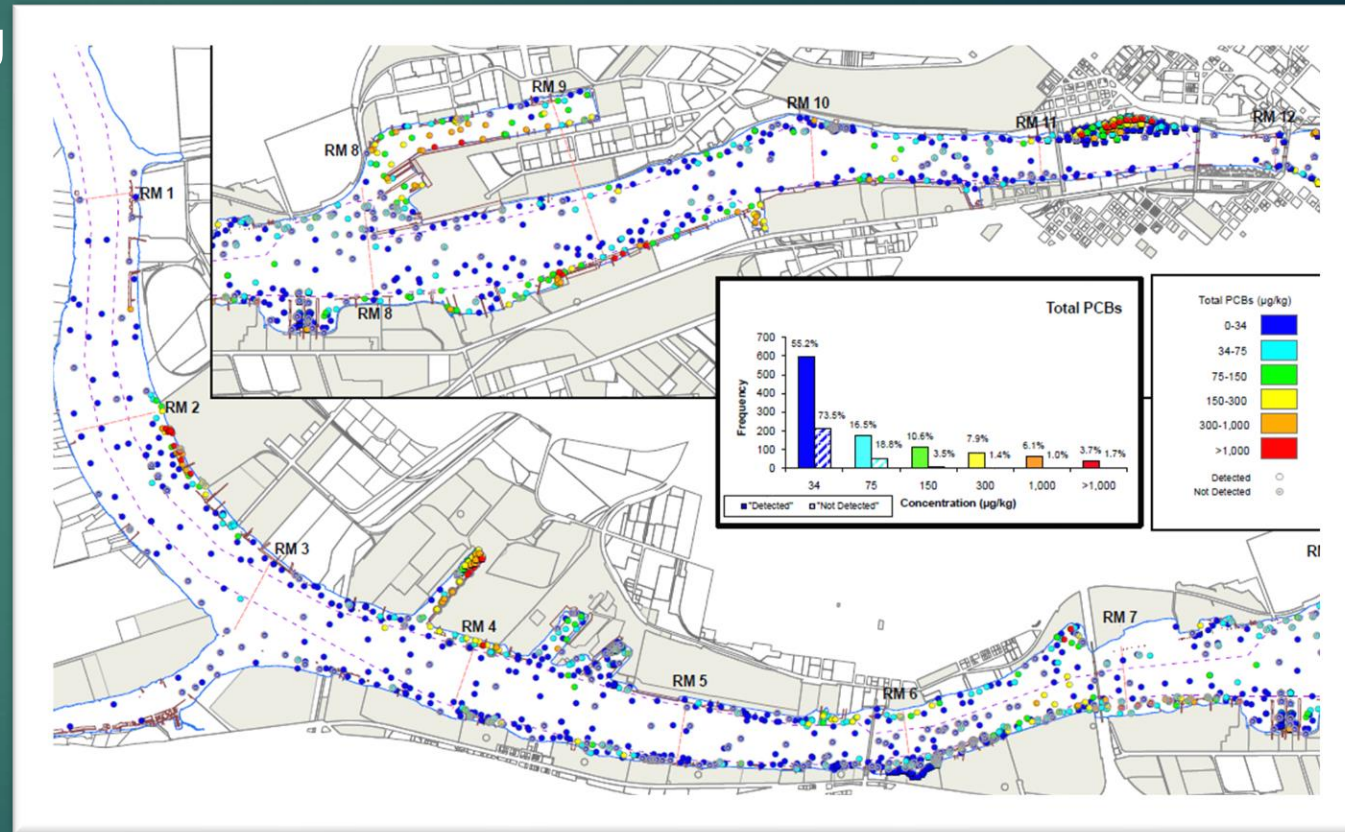 RM 9
RM 10
RM 11
RM 12
RM 8
RM 1
RM 8
Total PCBs
700
600
500
400
300
200
100
0
Frequency
55.2%
73.5%
16.5%
18.8%
10.6%
3.5%
7.9%
1.4%
6.1%
1.0%
3.7%
1.7%
34
75
150
300
1,000
>1,000
"Detected"
"Not Detected"
Concentration (µg/kg)
Total PCBs (µg/kg)
0-34
34-75
75-150
150-300
300-1,000
>1,000
Detected
Not Detected
RM 2
RM 3
RM 4
RM 5
RM 6
RM 7